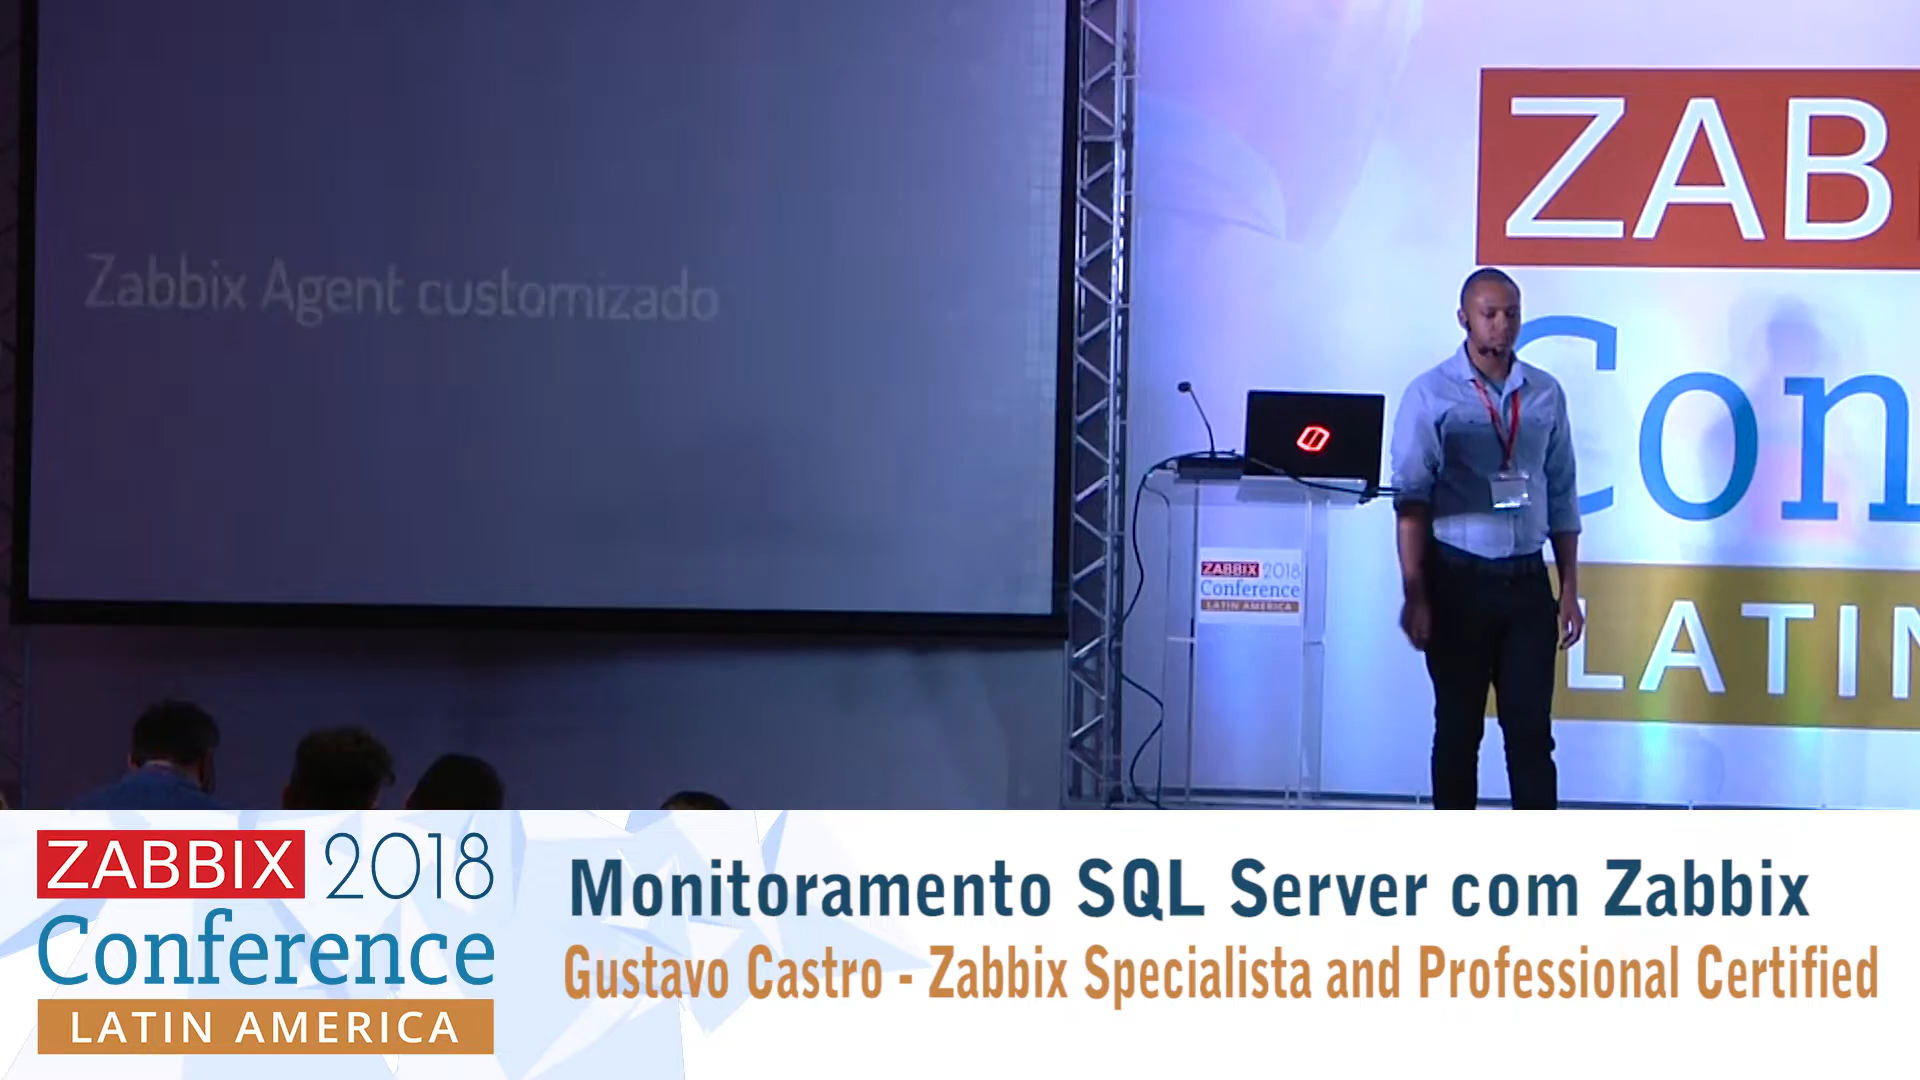 Zabbix Agent customizado
ZAB
Con
LATIN
ZABBIX 2018
Conference
LATIN AMERICA
ZABBIX 2018
Conference
LATIN AMERICA
Monitoramento SQL Server com Zabbix
Gustavo Castro - Zabbix Specialista and Professional Certified